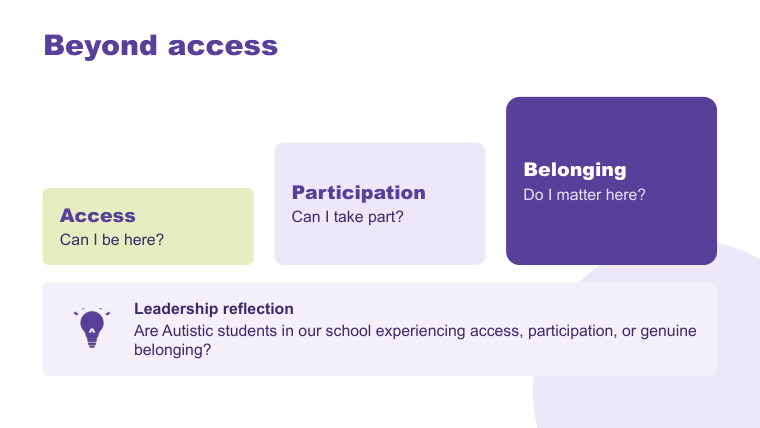 Beyond access
Access
Can I be here?
Participation
Can I take part?
Belonging
Do I matter here?
Leadership reflection
Are Autistic students in our school experiencing access, participation, or genuine
belonging?